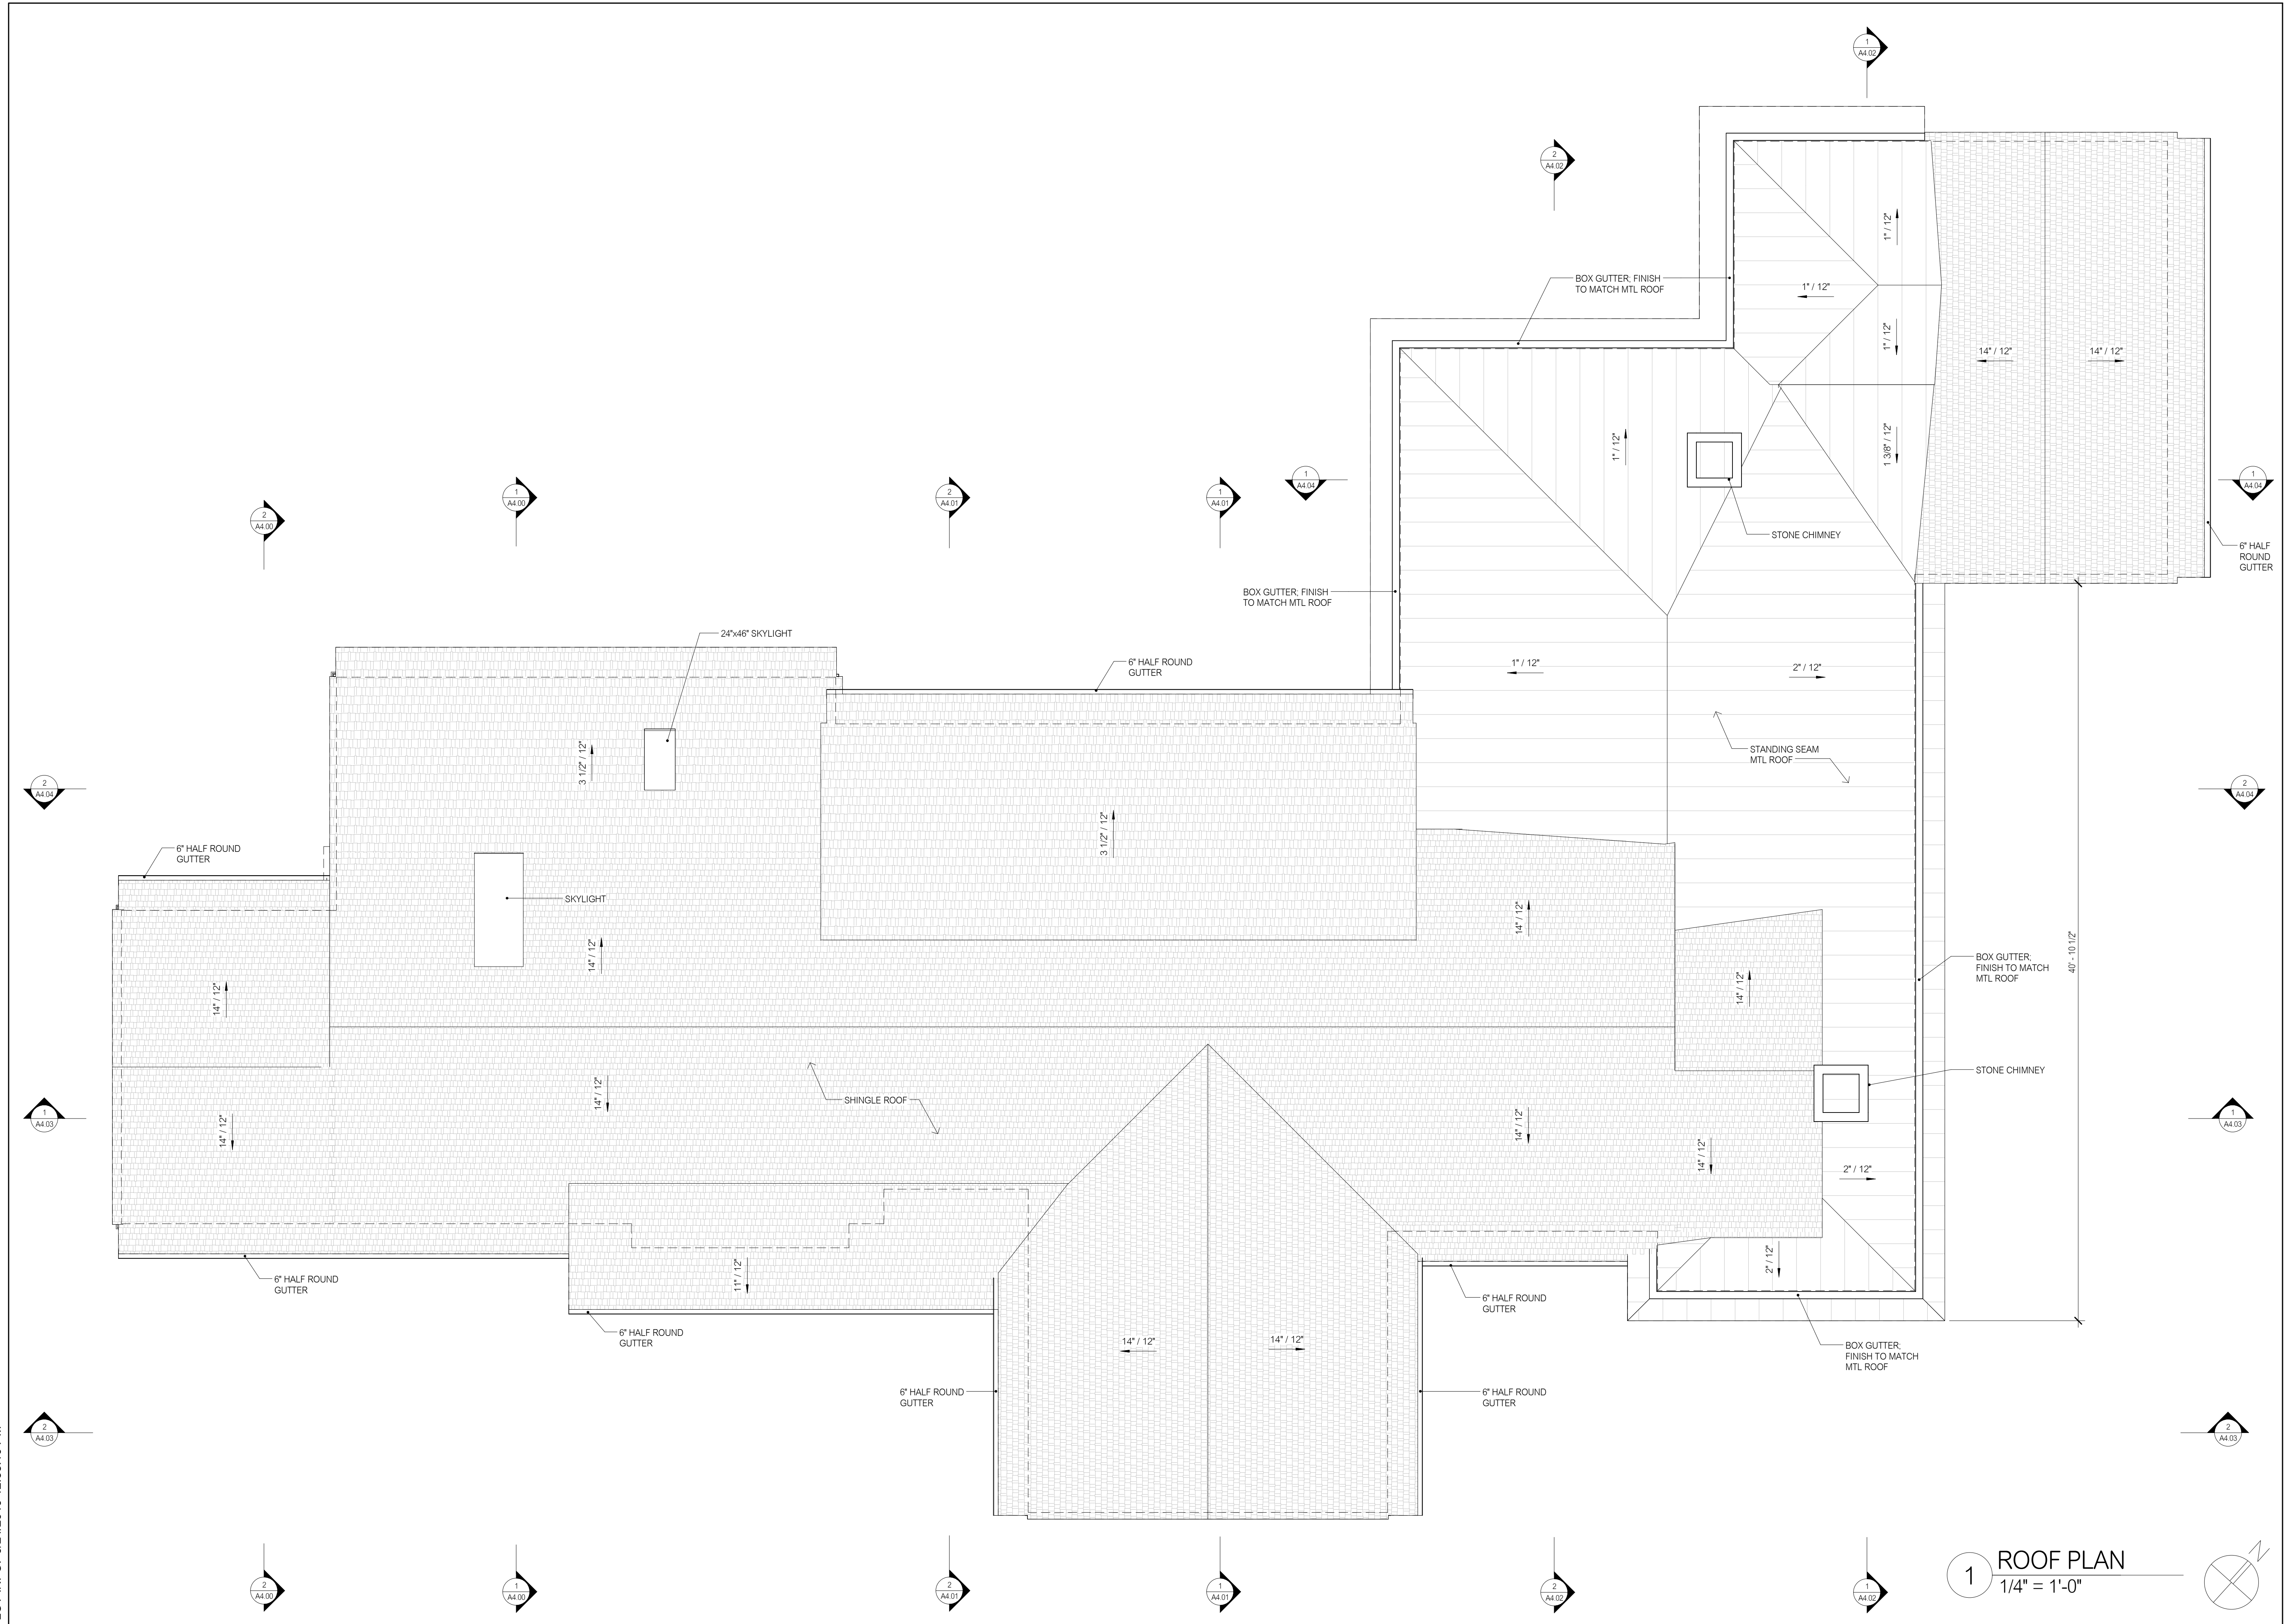 1
A4.02
2
A4.02
1" / 12"
BOX GUTTER; FINISH
TO MATCH MTL ROOF
1" / 12"
1" / 12"
14" / 12"
14" / 12"
1" / 12"
1 3/8" / 12"
2
A4.00
1
A4.00
2
A4.01
1
A4.01
1
A4.04
1
A4.04
STONE CHIMNEY
6" HALF
ROUND
GUTTER
BOX GUTTER; FINISH
TO MATCH MTL ROOF
24"x46" SKYLIGHT
6" HALF ROUND
GUTTER
1" / 12"
2" / 12"
3 1/2" / 12"
STANDING SEAM
MTL ROOF
2
A4.04
2
A4.04
3 1/2" / 12"
6" HALF ROUND
GUTTER
SKYLIGHT
14" / 12"
14" / 12"
14" / 12"
14" / 12"
40' - 10 1/2"
BOX GUTTER;
FINISH TO MATCH
MTL ROOF
STONE CHIMNEY
1
A4.03
14" / 12"
14" / 12"
SHINGLE ROOF
14" / 12"
14" / 12"
2" / 12"
1
A4.03
6" HALF ROUND
GUTTER
11" / 12"
2" / 12"
6" HALF ROUND
GUTTER
6" HALF ROUND
GUTTER
14" / 12"
14" / 12"
BOX GUTTER;
FINISH TO MATCH
MTL ROOF
6" HALF ROUND
GUTTER
6" HALF ROUND
GUTTER
2
A4.03
2
A4.03
2
A4.00
1
A4.00
2
A4.01
1
A4.01
2
A4.02
1
A4.02
1
ROOF PLAN
1/4" = 1'-0"
N